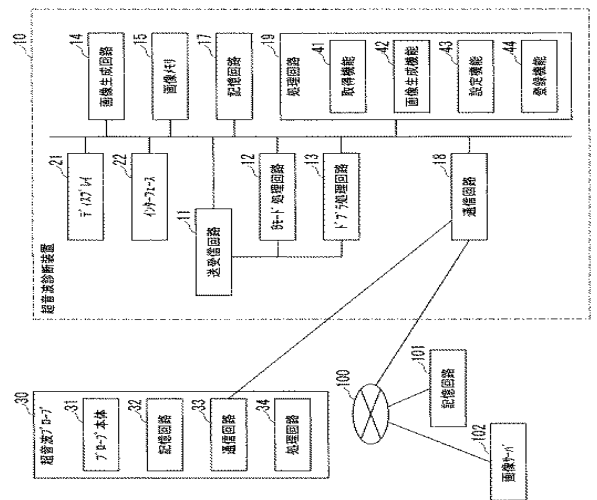 10
超音波診断装置
14
画像生成回路
15
画像メモリ
17
記憶回路
19
処理回路
41
取得機能
42
画像生成機能
43
設定機能
44
登録機能
21
ディスプレイ
22
インターフェース
11
送受信回路
12
Bモード処理回路
13
ドプラ処理回路
18
通信回路
30
超音波プローブ
31
プローブ本体
32
記憶回路
33
通信回路
34
処理回路
100
101
記憶回路
102
画像サーバ